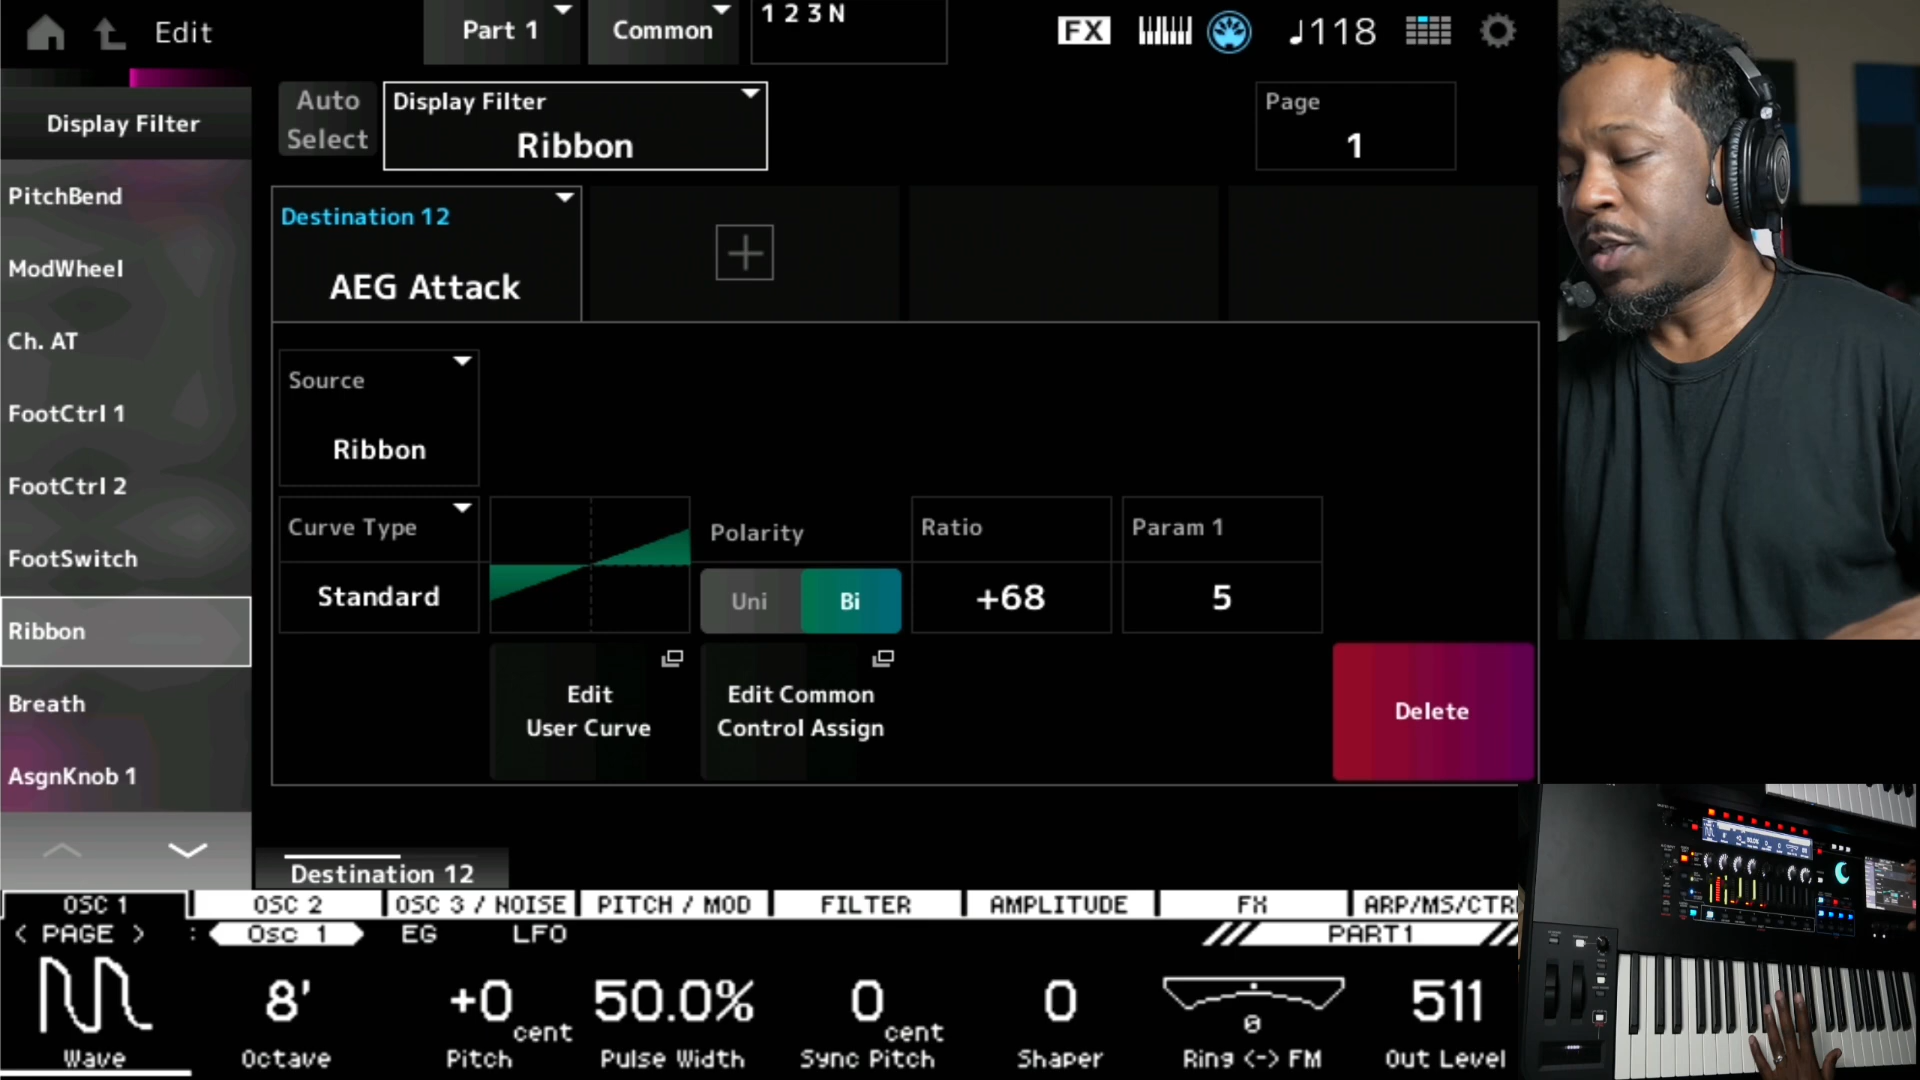 Edit
Part 1
Common
1 2 3 N
FX
♩118
Display Filter
PitchBend
ModWheel
Ch. AT
FootCtrl 1
FootCtrl 2
FootSwitch
Ribbon
Breath
AsgnKnob 1
Auto
Select
Display Filter
Ribbon
Page
1
Destination 12
AEG Attack
Source
Ribbon
Curve Type
Standard
Polarity
Uni
Bi
Ratio
+68
Param 1
5
Edit
User Curve
Edit Common
Control Assign
Delete
Destination 12
OSC 1
OSC 2
OSC 3 / NOISE
PITCH / MOD
FILTER
AMPLITUDE
FX
ARP/MS/CTR
< PAGE > : Osc 1 EG LFO PART1
8'
+0 cent
50.0%
0 cent
0
0
511
Wave
Octave
Pitch
Pulse Width
Sync Pitch
Shaper
Ring <-> FM
Out Level